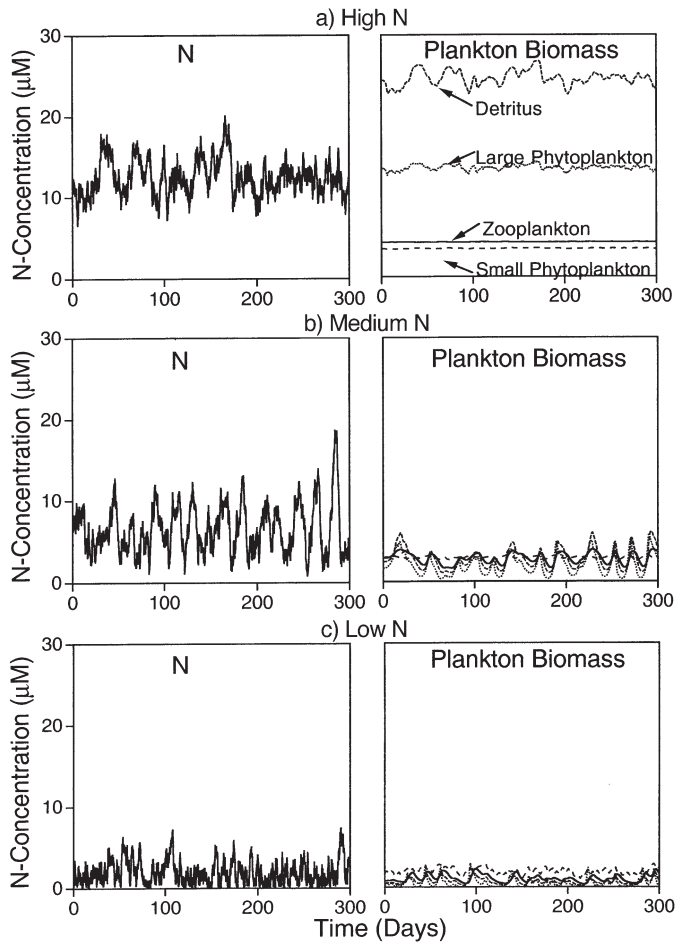 a) High N
N
Plankton Biomass
N-Concentration (μM)
30
20
10
0
Detritus
Large Phytoplankton
Zooplankton
Small Phytoplankton
0 100 200 300
0 100 200 300
b) Medium N
N
Plankton Biomass
N-Concentration (μM)
30
20
10
0
0 100 200 300
0 100 200 300
c) Low N
N
Plankton Biomass
N-Concentration (μM)
30
20
10
0
0 100 200 300
0 100 200 300
Time (Days)